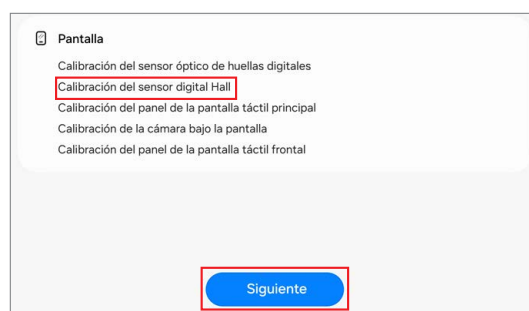 Pantalla
Calibración del sensor óptico de huellas digitales
Calibración del sensor digital Hall
Calibración del panel de la pantalla táctil principal
Calibración de la cámara bajo la pantalla
Calibración del panel de la pantalla táctil frontal
Siguiente